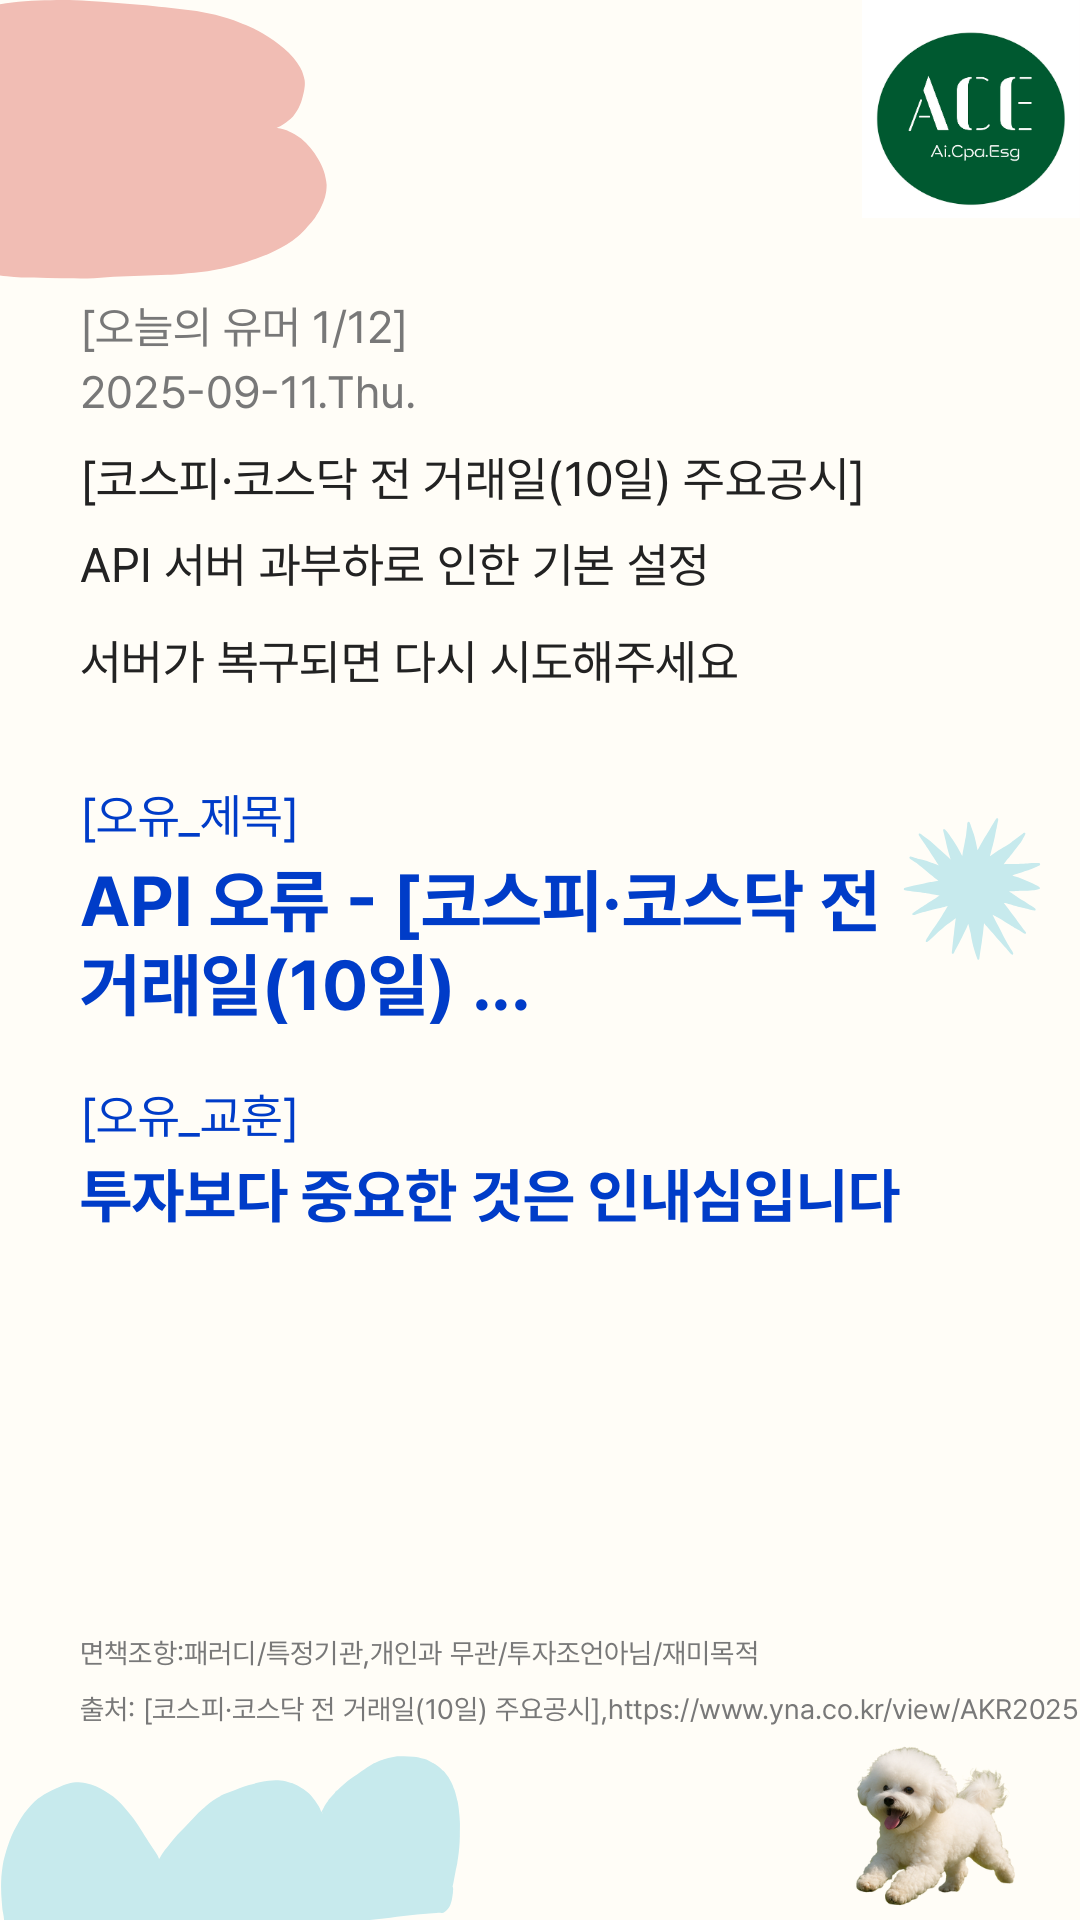 ACE
Ai.Cpa.Esg
[오늘의 유머 1/12]
2025-09-11.Thu.
[코스피·코스닥 전 거래일(10일) 주요공시]
API 서버 과부하로 인한 기본 설정
서버가 복구되면 다시 시도해주세요
[오유_제목]
API 오류 - [코스피·코스닥 전
거래일(10일) ...
[오유_교훈]
투자보다 중요한 것은 인내심입니다
면책조항:패러디/특정기관,개인과 무관/투자조언아님/재미목적
출처: [코스피·코스닥 전 거래일(10일) 주요공시],https://www.yna.co.kr/view/AKR2025